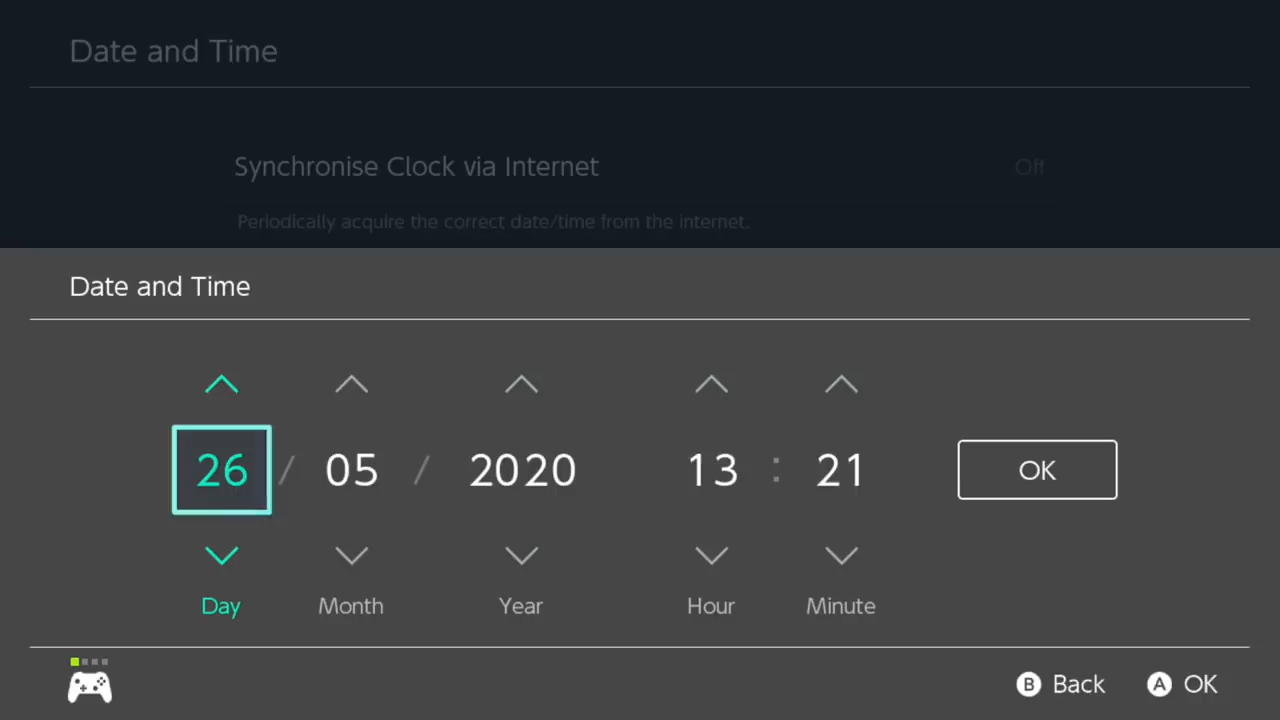 Date and Time
Synchronise Clock via Internet Off
Periodically acquire the correct date/time from the internet.
Date and Time
26 / 05 / 2020 13 : 21 OK
Day Month Year Hour Minute
B Back A OK